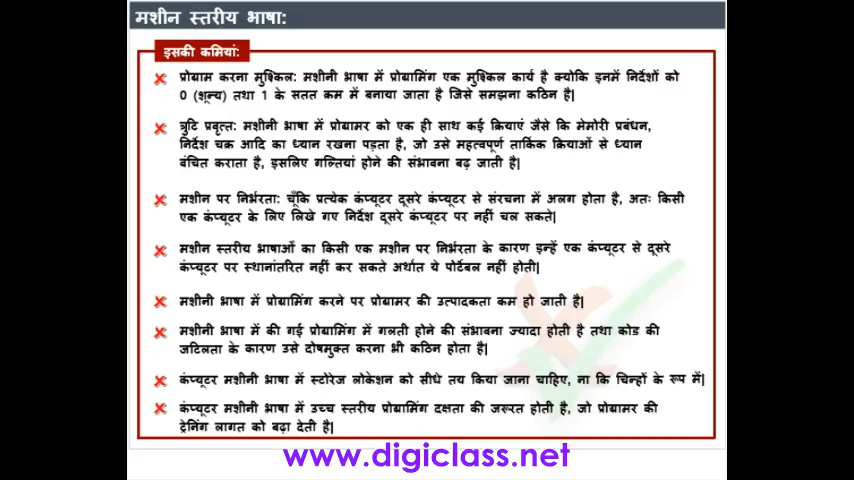 मशीन स्तरीय भाषा:
इसकी कमियां:
प्रोग्राम करना मुश्किल: मशीनी भाषा में प्रोग्रामिंग एक मुश्किल कार्य है क्योकि इनमें निर्देशों को
0 (शून्य) तथा 1 के सतत क्रम में बनाया जाता है जिसे समझना कठिन है|
त्रुटि प्रवृत्त: मशीनी भाषा में प्रोग्रामर को एक ही साथ कई क्रियाएं जैसे कि मेमोरी प्रबंधन,
निर्देश चक्र आदि का ध्यान रखना पड़ता है, जो उसे महत्वपूर्ण तार्किक क्रियाओं से ध्यान
वंचित कराता है, इसलिए गल्तियां होने की संभावना बढ़ जाती है|
मशीन पर निर्भरता: चूँकि प्रत्येक कंप्यूटर दूसरे कंप्यूटर से संरचना में अलग होता है, अतः किसी
एक कंप्यूटर के लिए लिखे गए निर्देश दूसरे कंप्यूटर पर नहीं चल सकते|
मशीन स्तरीय भाषाओं का किसी एक मशीन पर निर्भरता के कारण इन्हें एक कंप्यूटर से दूसरे
कंप्यूटर पर स्थानांतरित नहीं कर सकते अर्थात ये पोर्टेबल नहीं होती|
मशीनी भाषा में प्रोग्रामिंग करने पर प्रोग्रामर की उत्पादकता कम हो जाती है|
मशीनी भाषा में की गई प्रोग्रामिंग में गलती होने की संभावना ज्यादा होती है तथा कोड की
जटिलता के कारण उसे दोषमुक्त करना भी कठिन होता है|
कंप्यूटर मशीनी भाषा में स्टोरेज लोकेशन को सीधे तय किया जाना चाहिए, ना कि चिन्हों के रूप में|
कंप्यूटर मशीनी भाषा में उच्च स्तरीय प्रोग्रामिंग दक्षता की जरूरत होती है, जो प्रोग्रामर की
ट्रेनिंग लागत को बढ़ा देती है|
www.digiclass.net